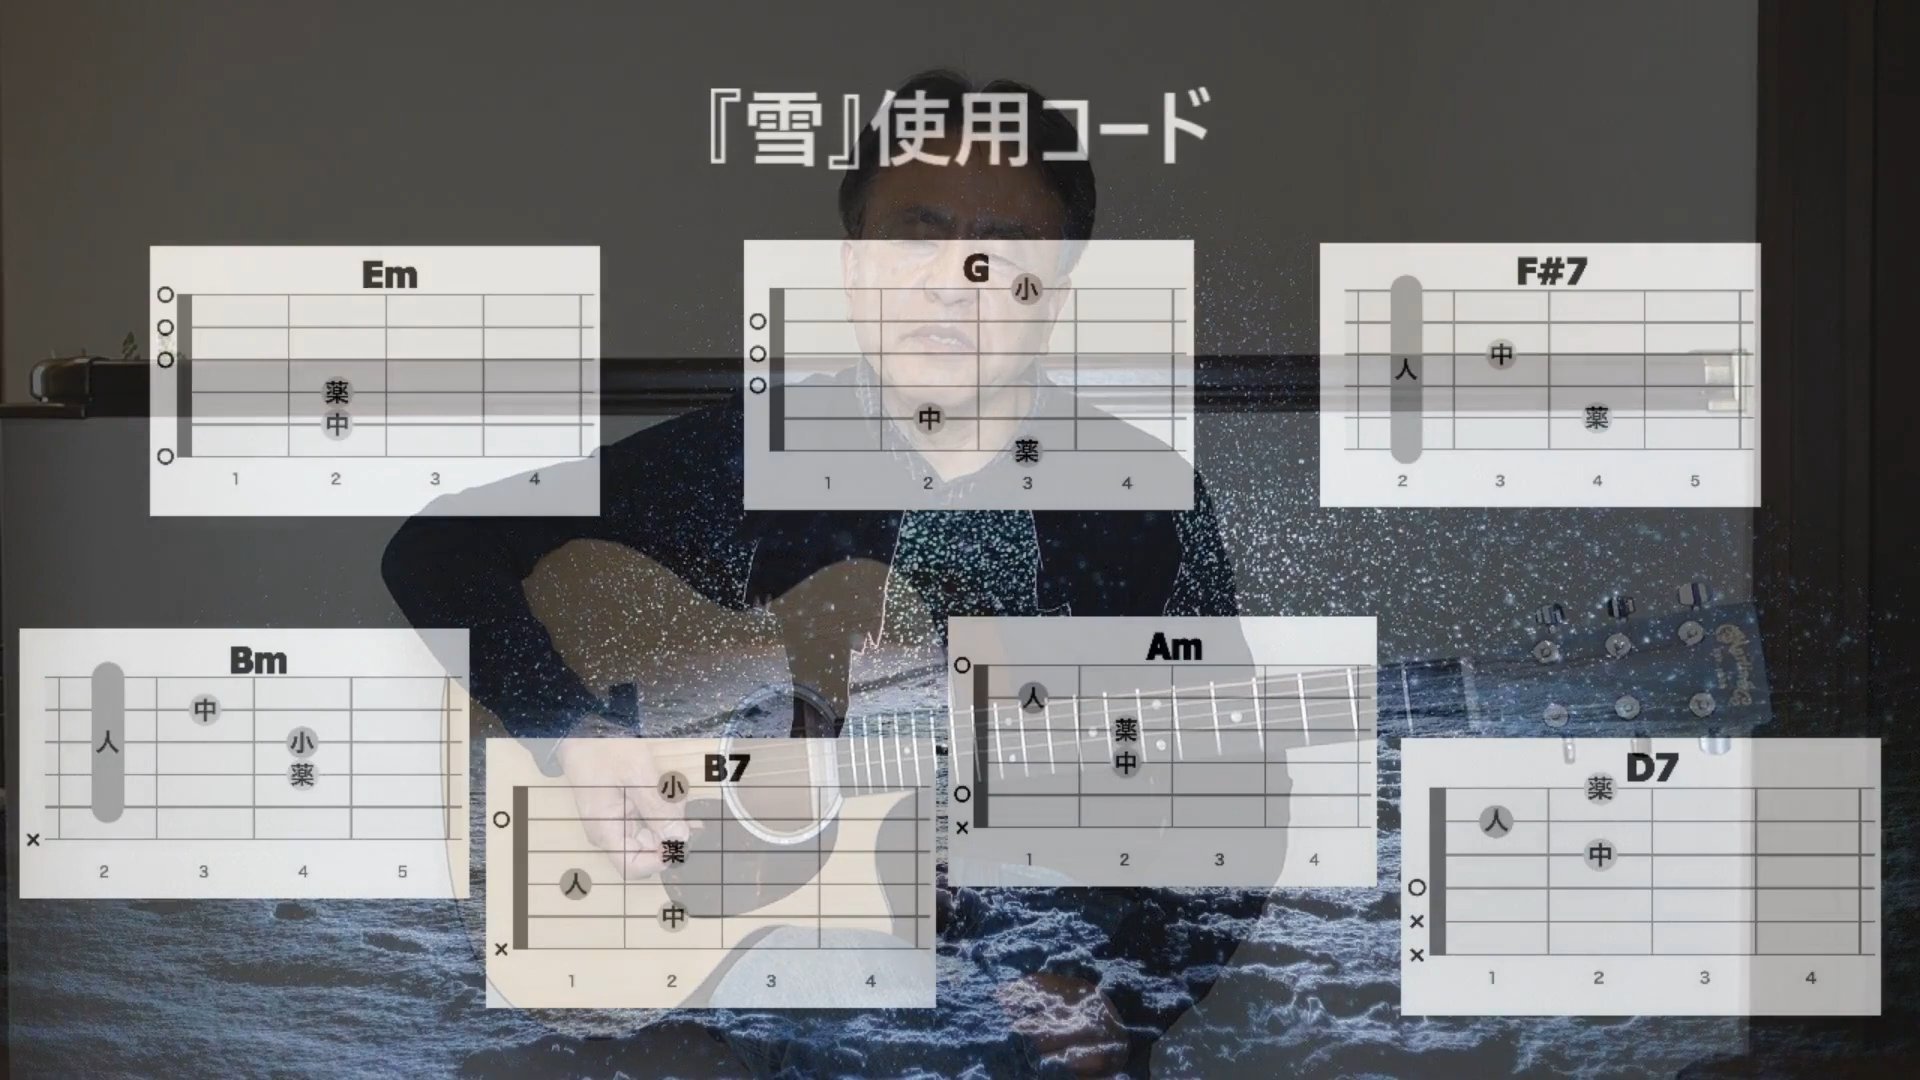 『雪』使用コード
Em
薬
中
1 2 3 4
G
小
中
薬
1 2 3 4
F#7
中
人
薬
2 3 4 5
Bm
中
人 小
薬
× 
2 3 4 5
B7
小
薬
人
中
×
1 2 3 4
Am
人
薬
中
×
1 2 3 4
D7
薬
人
中
×
×
1 2 3 4